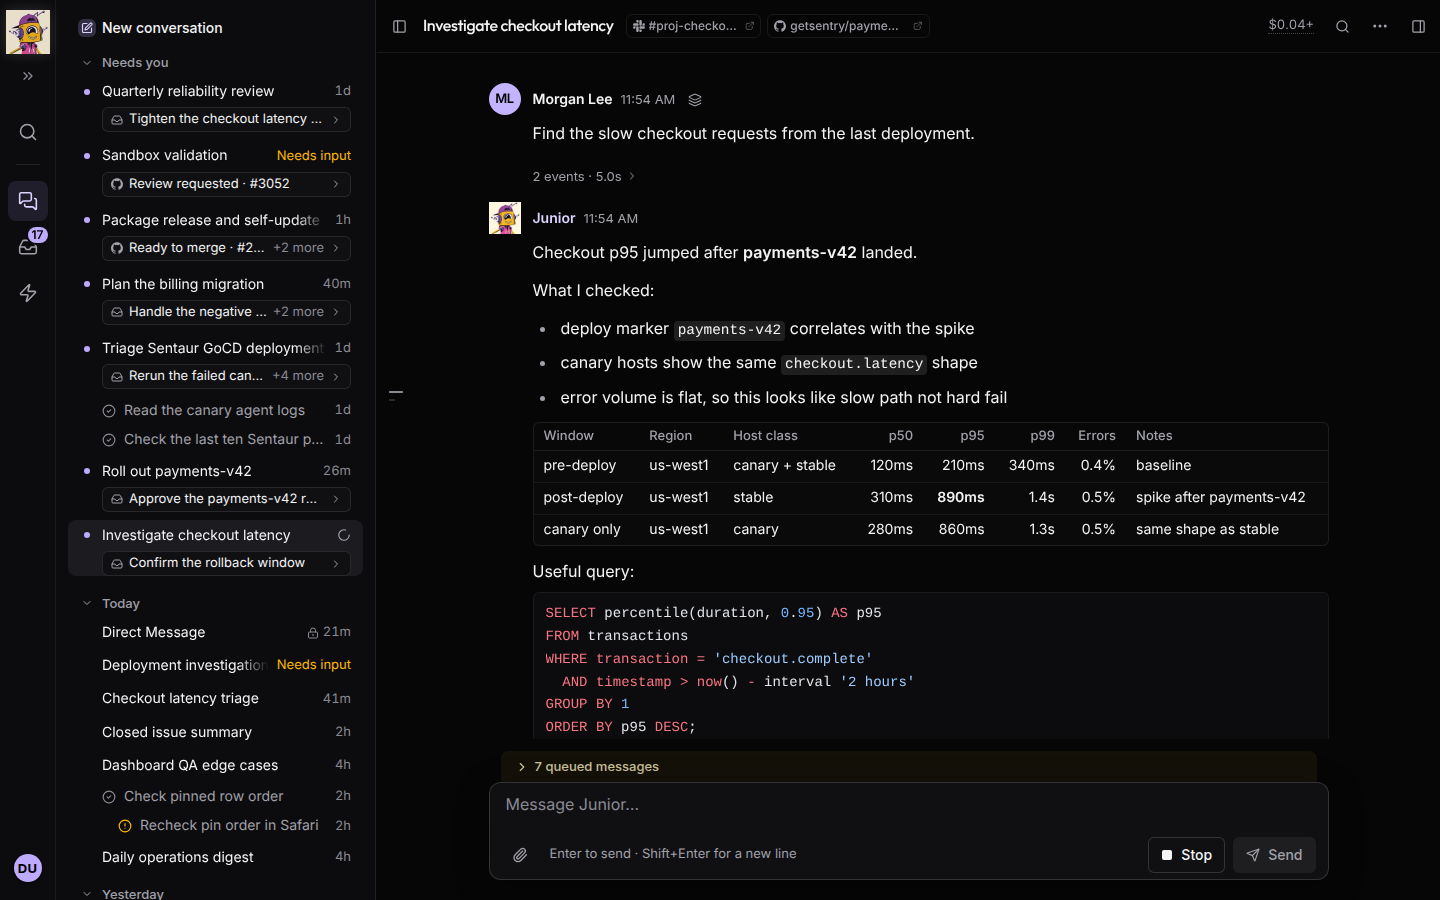 New conversation
Needs you
Quarterly reliability review 1d
Tighten the checkout latency ...
Sandbox validation Needs input
Review requested · #3052
Package release and self-update 1h
Ready to merge · #2... +2 more
17
Plan the billing migration 40m
Handle the negative ... +2 more
Triage Sentaur GoCD deployment 1d
Rerun the failed can... +4 more
Read the canary agent logs 1d
Check the last ten Sentaur p... 1d
Roll out payments-v42 26m
Approve the payments-v42 r...
Investigate checkout latency
Confirm the rollback window
Today
Direct Message 21m
Deployment investigation Needs input
Checkout latency triage 41m
Closed issue summary 2h
Dashboard QA edge cases 4h
Check pinned row order 2h
Recheck pin order in Safari 2h
Daily operations digest 4h
Yesterday
DU
Investigate checkout latency #proj-checko... getsentry/payme... $0.04+
ML Morgan Lee 11:54 AM
Find the slow checkout requests from the last deployment.
2 events · 5.0s
Junior 11:54 AM
Checkout p95 jumped after payments-v42 landed.
What I checked:
• deploy marker payments-v42 correlates with the spike
• canary hosts show the same checkout.latency shape
• error volume is flat, so this looks like slow path not hard fail
Window Region Host class p50 p95 p99 Errors Notes
pre-deploy us-west1 canary + stable 120ms 210ms 340ms 0.4% baseline
post-deploy us-west1 stable 310ms 890ms 1.4s 0.5% spike after payments-v42
canary only us-west1 canary 280ms 860ms 1.3s 0.5% same shape as stable
Useful query:
SELECT percentile(duration, 0.95) AS p95
FROM transactions
WHERE transaction = 'checkout.complete'
AND timestamp > now() - interval '2 hours'
GROUP BY 1
ORDER BY p95 DESC;
7 queued messages
Message Junior...
Enter to send · Shift+Enter for a new line
Stop
Send